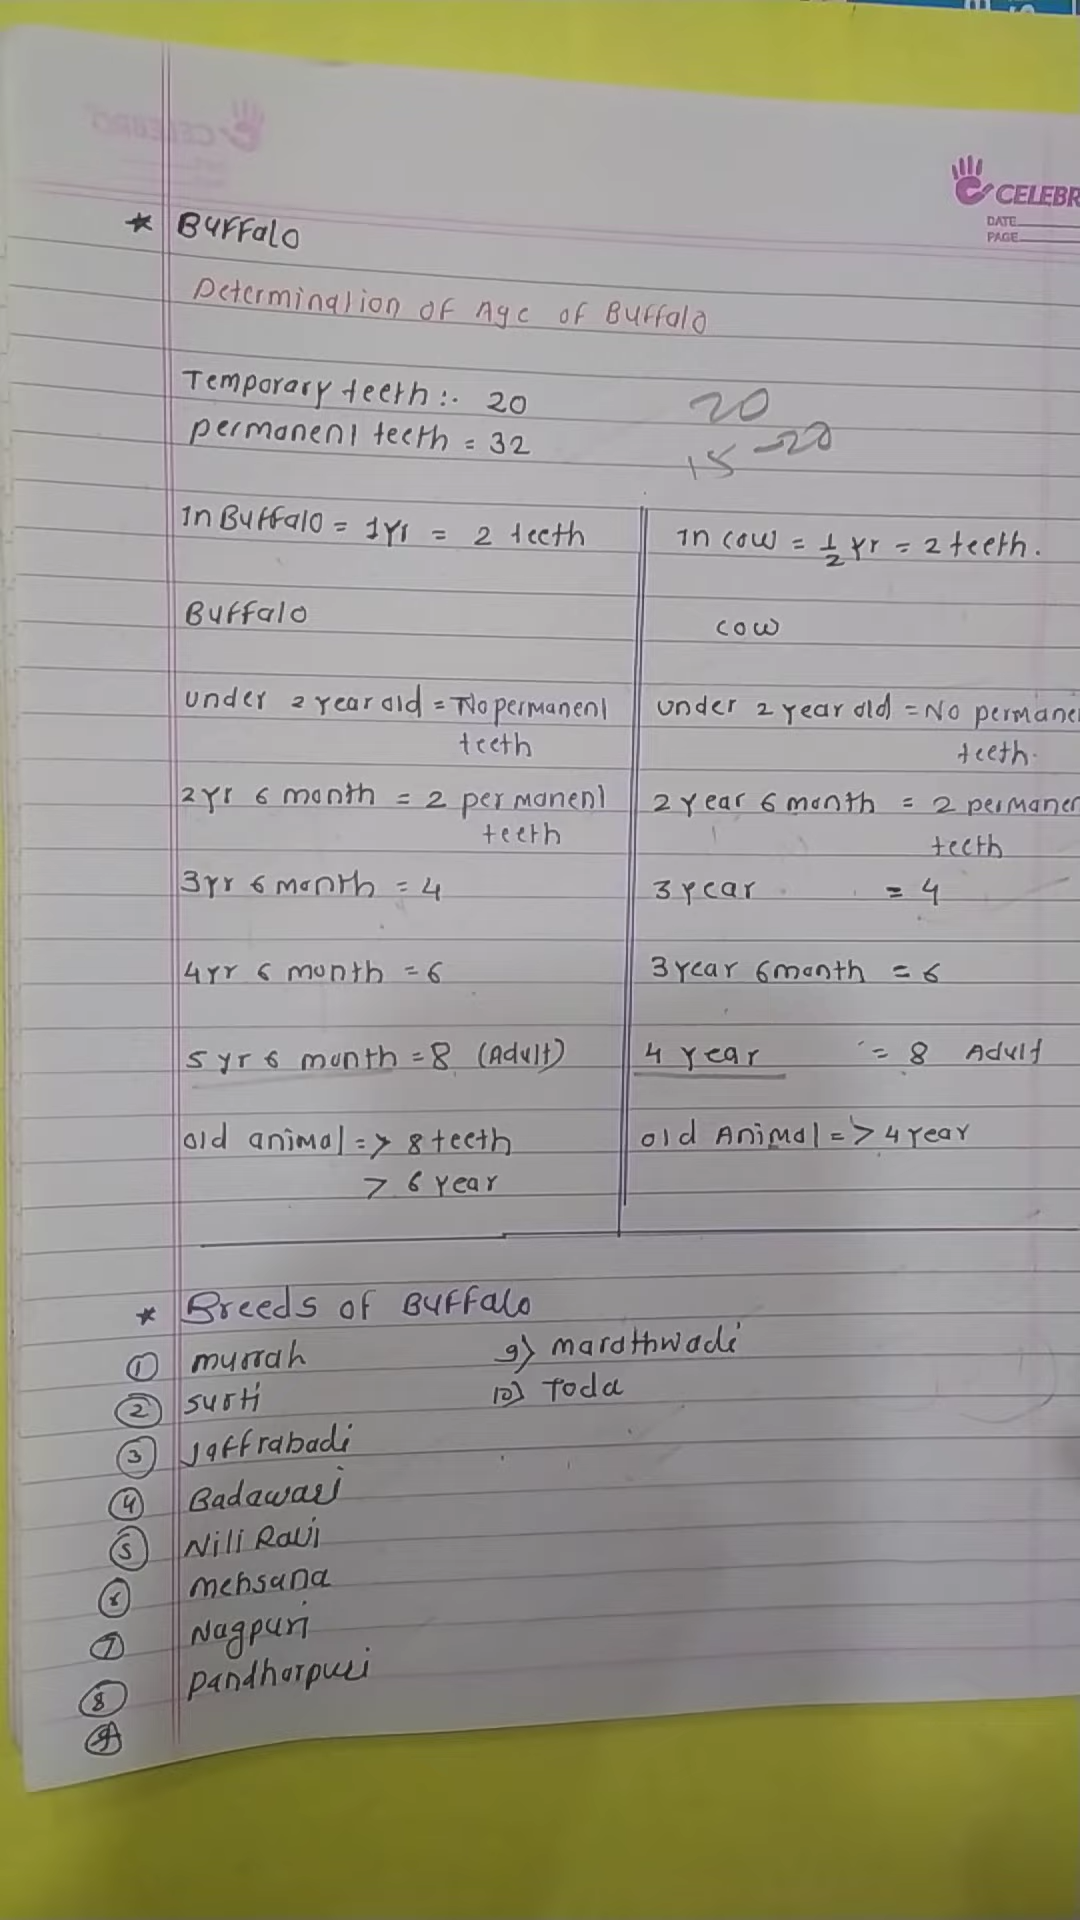 CELEBR
DATE
PAGE
* Buffalo
Determination of Age of Buffalo
Temporary teeth :- 20
permanent teeth = 32
20
15 - 20
In Buffalo = 1yr = 2 teeth
In cow = 1/2 yr = 2 teeth.
Buffalo
cow
under 2 year old = No permanent
teeth
under 2 year old = No permanen
teeth.
2 yr 6 month = 2 permanent
teeth
2 year 6 month = 2 permanen
teeth
3 yr 6 month = 4
3 year = 4
4 yr 6 month = 6
3 year 6 month = 6
5 yr 6 month = 8 (Adult)
4 year = 8 Adult
old animal => 8 teeth
> 6 year
old Animal => 4 year
* Breeds of Buffalo
① murrah
9) marathwadi
② surti
10) Toda
③ Jaffrabadi
④ Badawari
⑤ Nili Ravi
⑥ mehsana
⑦ Nagpuri
⑧ pandharpuri
⑨